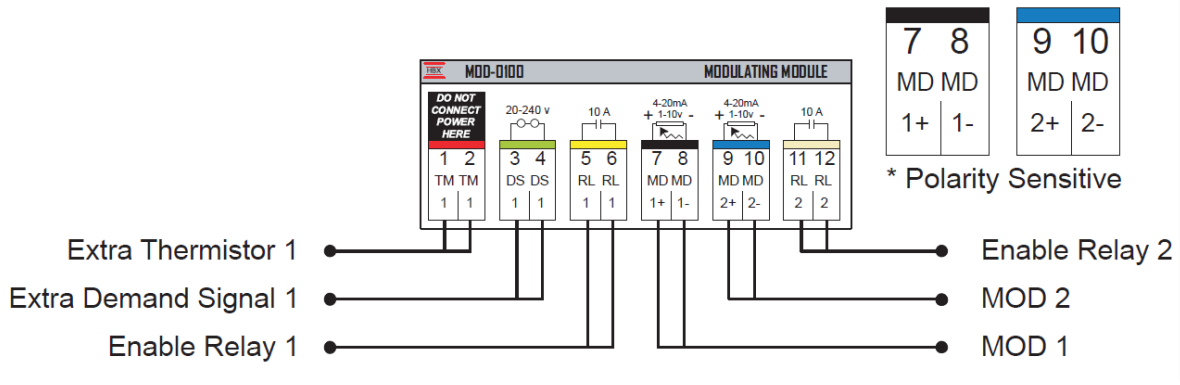 HBX MOD-0100 MODULATING MODULE
DO NOT
CONNECT
POWER
HERE
20-240 v
10 A
4-20mA
+ 1-10v -
4-20mA
+ 1-10v -
10 A
1 2
TM TM
1 1
3 4
DS DS
1 1
5 6
RL RL
1 1
7 8
MD MD
1+ 1-
9 10
MD MD
2+ 2-
11 12
RL RL
2 2
7 8
MD MD
1+ 1-
9 10
MD MD
2+ 2-
* Polarity Sensitive
Extra Thermistor 1
Extra Demand Signal 1
Enable Relay 1
Enable Relay 2
MOD 2
MOD 1